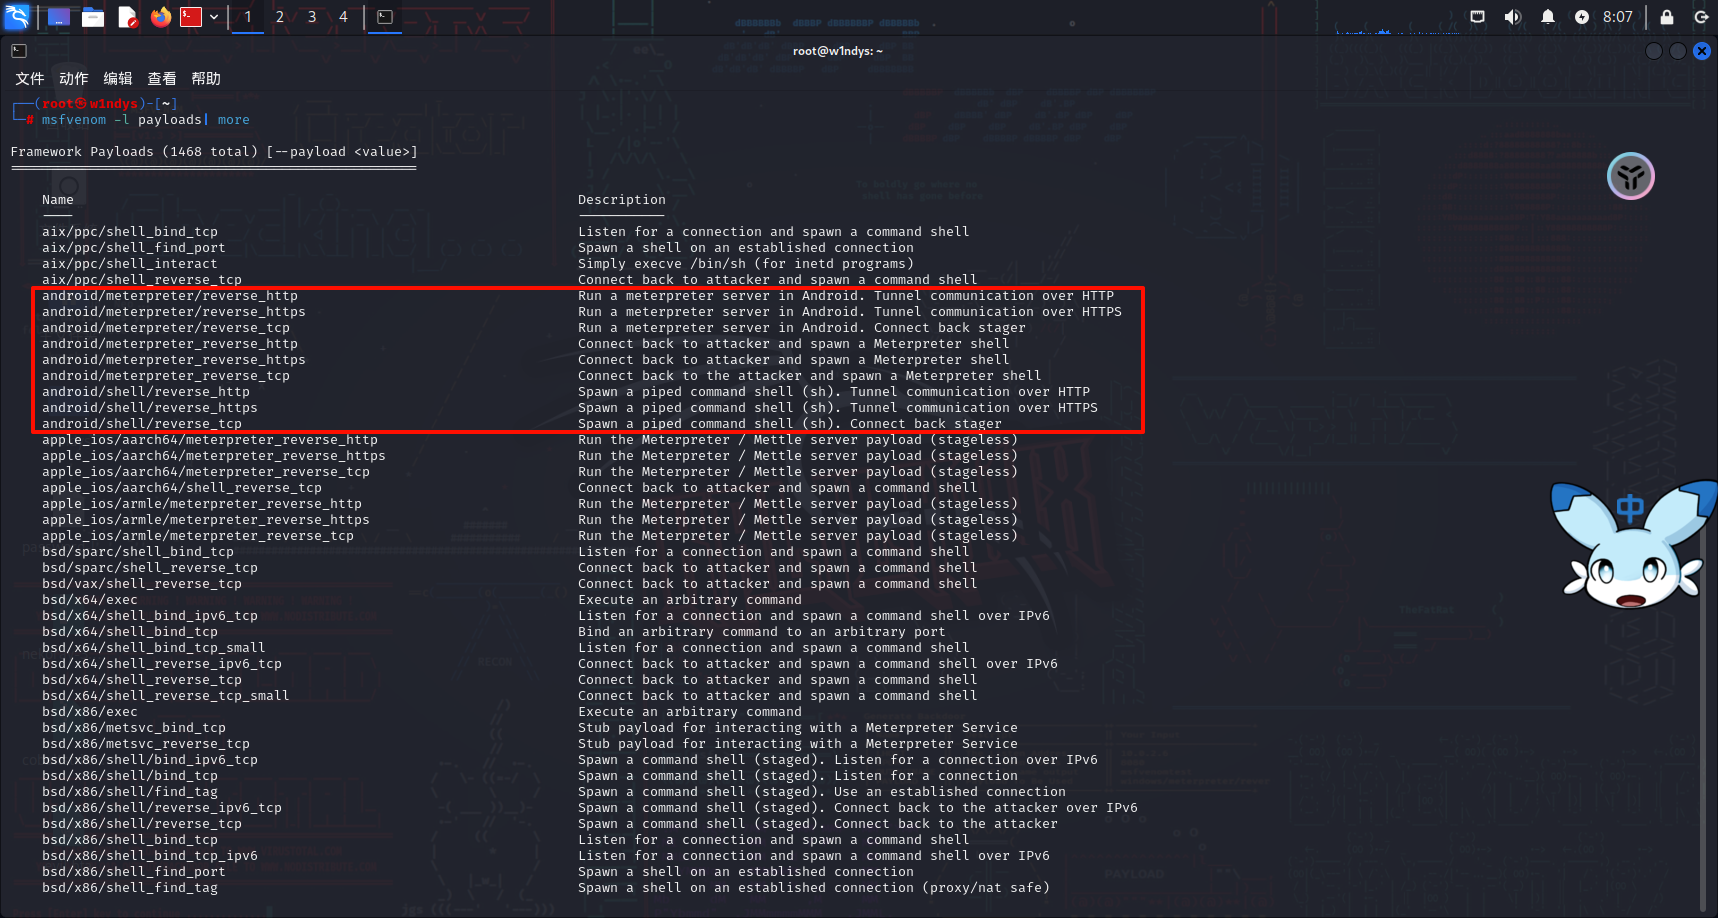 1 2 3 4 8:07
root@w1ndys: ~
文件 动作 编辑 查看 帮助
┌──(root㉿w1ndys)-[~]
└─# msfvenom -l payloads| more
Framework Payloads (1468 total) [--payload <value>]
Name Description
aix/ppc/shell_bind_tcp Listen for a connection and spawn a command shell
aix/ppc/shell_find_port Spawn a shell on an established connection
aix/ppc/shell_interact Simply execve /bin/sh (for inetd programs)
aix/ppc/shell_reverse_tcp Connect back to attacker and spawn a command shell
android/meterpreter/reverse_http Run a meterpreter server in Android. Tunnel communication over HTTP
android/meterpreter/reverse_https Run a meterpreter server in Android. Tunnel communication over HTTPS
android/meterpreter/reverse_tcp Run a meterpreter server in Android. Connect back stager
android/meterpreter_reverse_http Connect back to attacker and spawn a Meterpreter shell
android/meterpreter_reverse_https Connect back to attacker and spawn a Meterpreter shell
android/meterpreter_reverse_tcp Connect back to the attacker and spawn a Meterpreter shell
android/shell/reverse_http Spawn a piped command shell (sh). Tunnel communication over HTTP
android/shell/reverse_https Spawn a piped command shell (sh). Tunnel communication over HTTPS
android/shell/reverse_tcp Spawn a piped command shell (sh). Connect back stager
apple_ios/aarch64/meterpreter_reverse_http Run the Meterpreter / Mettle server payload (stageless)
apple_ios/aarch64/meterpreter_reverse_https Run the Meterpreter / Mettle server payload (stageless)
apple_ios/aarch64/meterpreter_reverse_tcp Run the Meterpreter / Mettle server payload (stageless)
apple_ios/aarch64/shell_reverse_tcp Connect back to attacker and spawn a command shell
apple_ios/armle/meterpreter_reverse_http Run the Meterpreter / Mettle server payload (stageless)
apple_ios/armle/meterpreter_reverse_https Run the Meterpreter / Mettle server payload (stageless)
apple_ios/armle/meterpreter_reverse_tcp Run the Meterpreter / Mettle server payload (stageless)
bsd/sparc/shell_bind_tcp Listen for a connection and spawn a command shell
bsd/sparc/shell_reverse_tcp Connect back to attacker and spawn a command shell
bsd/vax/shell_reverse_tcp Connect back to attacker and spawn a command shell
bsd/x64/exec Execute an arbitrary command
bsd/x64/shell_bind_ipv6_tcp Listen for a connection and spawn a command shell over IPv6
bsd/x64/shell_bind_tcp Bind an arbitrary command to an arbitrary port
bsd/x64/shell_bind_tcp_small Listen for a connection and spawn a command shell
bsd/x64/shell_reverse_ipv6_tcp Connect back to attacker and spawn a command shell over IPv6
bsd/x64/shell_reverse_tcp Connect back to attacker and spawn a command shell
bsd/x64/shell_reverse_tcp_small Connect back to attacker and spawn a command shell
bsd/x86/exec Execute an arbitrary command
bsd/x86/metsvc_bind_tcp Stub payload for interacting with a Meterpreter Service
bsd/x86/metsvc_reverse_tcp Stub payload for interacting with a Meterpreter Service
bsd/x86/shell/bind_ipv6_tcp Spawn a command shell (staged). Listen for a connection over IPv6
bsd/x86/shell/bind_tcp Spawn a command shell (staged). Listen for a connection
bsd/x86/shell/find_tag Spawn a command shell (staged). Use an established connection
bsd/x86/shell/reverse_ipv6_tcp Spawn a command shell (staged). Connect back to the attacker over IPv6
bsd/x86/shell/reverse_tcp Spawn a command shell (staged). Connect back to the attacker
bsd/x86/shell_bind_tcp Listen for a connection and spawn a command shell
bsd/x86/shell_bind_tcp_ipv6 Listen for a connection and spawn a command shell over IPv6
bsd/x86/shell_find_port Spawn a shell on an established connection
bsd/x86/shell_find_tag Spawn a shell on an established connection (proxy/nat safe)
中